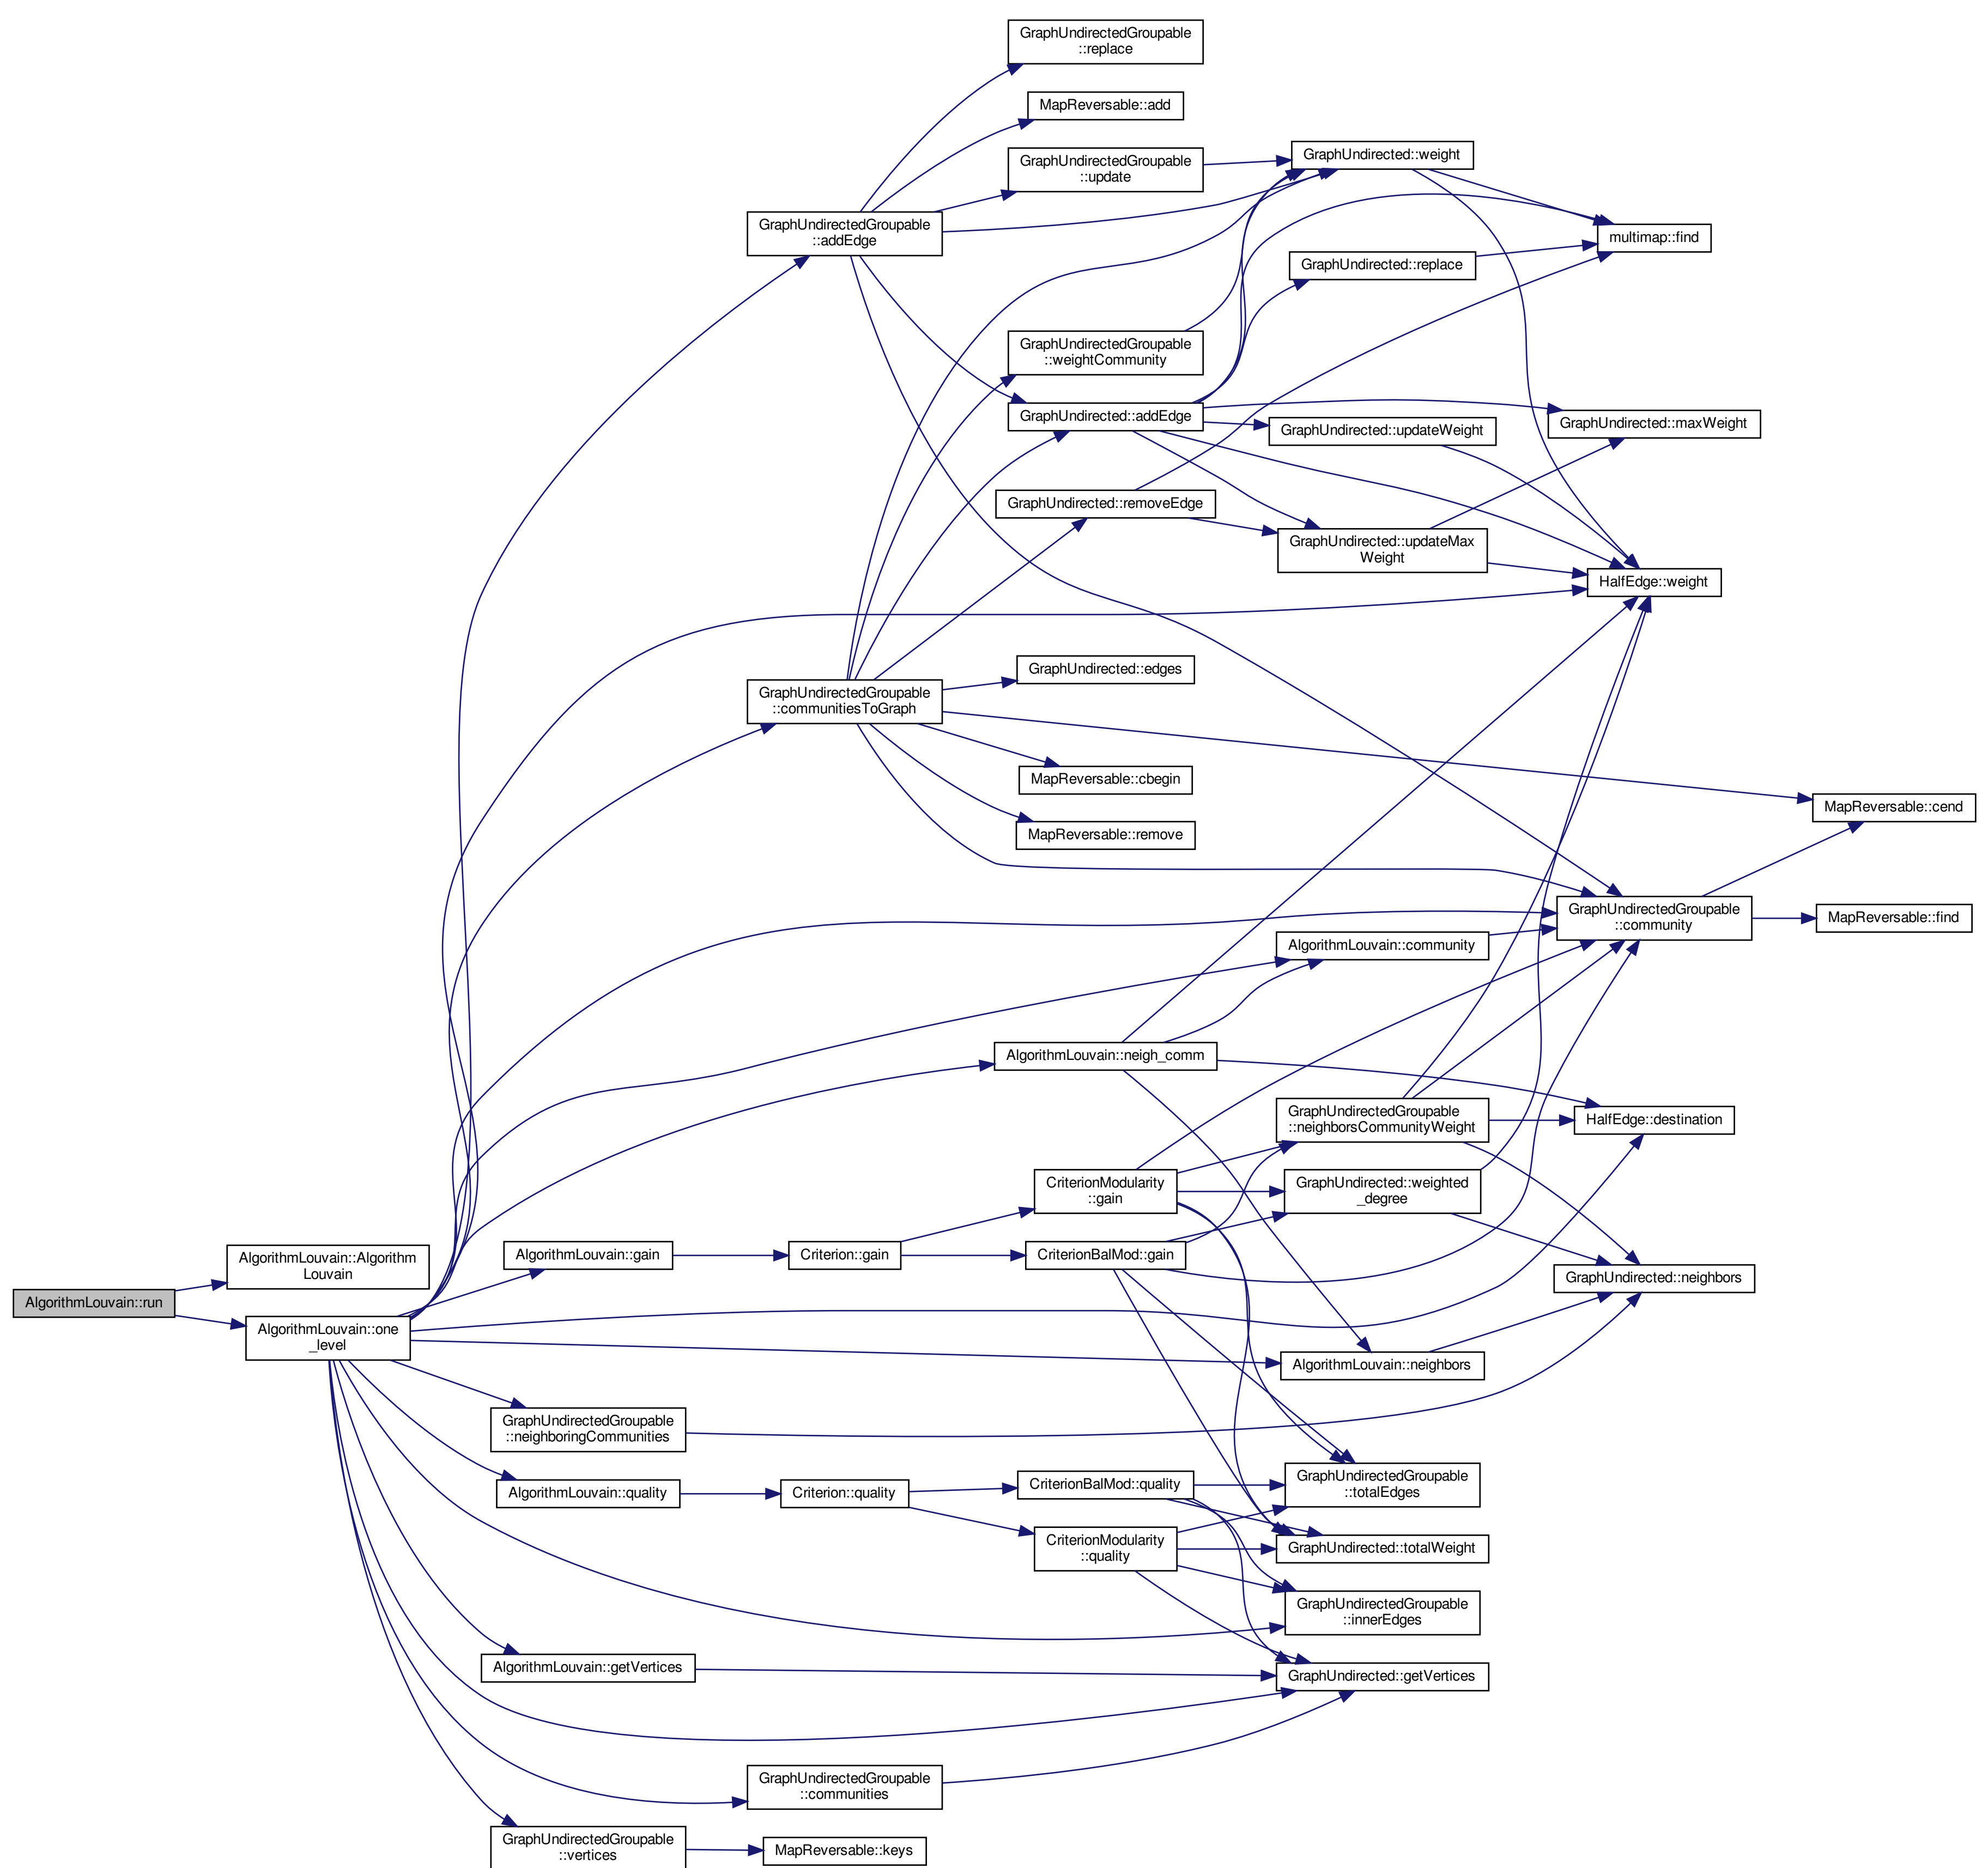 GraphUndirectedGroupable
::replace
MapReversable::add
GraphUndirected::weight
GraphUndirectedGroupable
::update
GraphUndirectedGroupable
::addEdge
multimap::find
GraphUndirected::replace
GraphUndirectedGroupable
::weightCommunity
GraphUndirected::addEdge
GraphUndirected::maxWeight
GraphUndirected::updateWeight
GraphUndirected::removeEdge
GraphUndirected::updateMax
Weight
HalfEdge::weight
GraphUndirected::edges
GraphUndirectedGroupable
::communitiesToGraph
MapReversable::cbegin
MapReversable::cend
MapReversable::remove
GraphUndirectedGroupable
::community
MapReversable::find
AlgorithmLouvain::community
AlgorithmLouvain::neigh_comm
GraphUndirectedGroupable
::neighborsCommunityWeight
HalfEdge::destination
CriterionModularity
::gain
GraphUndirected::weighted
_degree
AlgorithmLouvain::Algorithm
Louvain
AlgorithmLouvain::gain
Criterion::gain
CriterionBalMod::gain
GraphUndirected::neighbors
AlgorithmLouvain::run
AlgorithmLouvain::one
_level
AlgorithmLouvain::neighbors
GraphUndirectedGroupable
::neighboringCommunities
AlgorithmLouvain::quality
Criterion::quality
CriterionBalMod::quality
GraphUndirectedGroupable
::totalEdges
CriterionModularity
::quality
GraphUndirected::totalWeight
GraphUndirectedGroupable
::innerEdges
AlgorithmLouvain::getVertices
GraphUndirected::getVertices
GraphUndirectedGroupable
::communities
GraphUndirectedGroupable
::vertices
MapReversable::keys